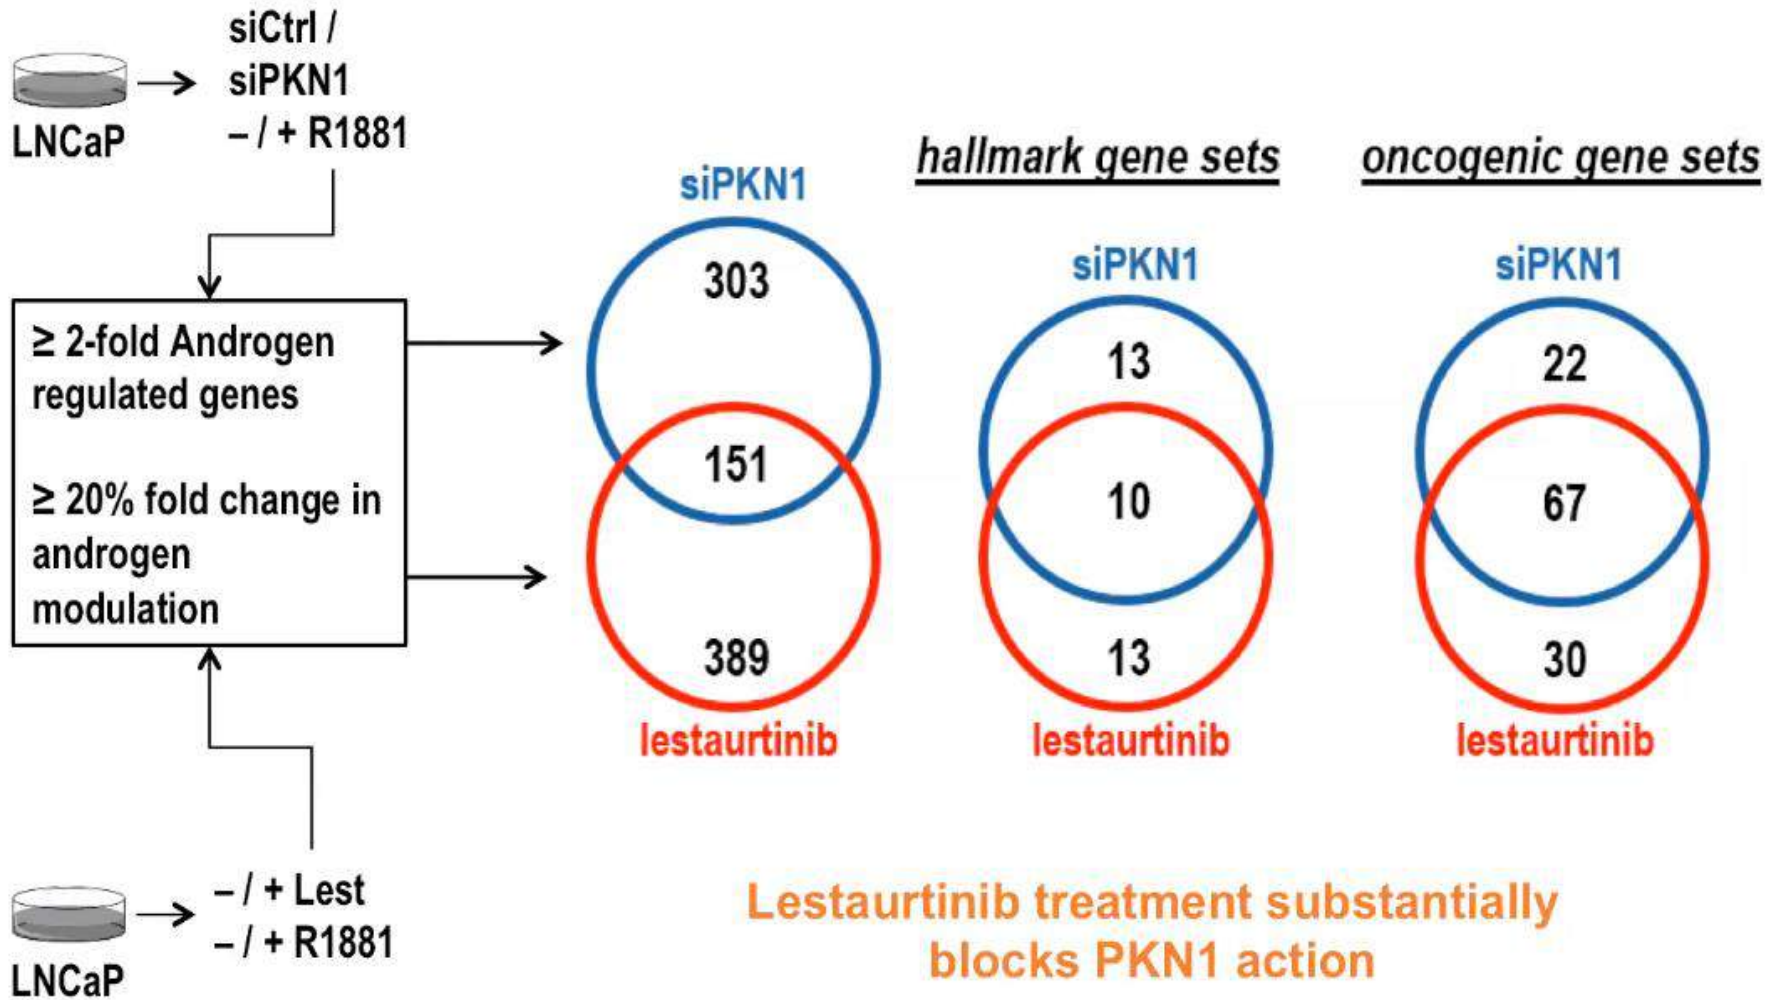 siCtrl /
siPKN1
– / + R1881
LNCaP
≥ 2-fold Androgen
regulated genes
≥ 20% fold change in
androgen
modulation
– / + Lest
– / + R1881
LNCaP
siPKN1
303
151
389
lestaurtinib
hallmark gene sets
siPKN1
13
10
13
lestaurtinib
oncogenic gene sets
siPKN1
22
67
30
lestaurtinib
Lestaurtinib treatment substantially
blocks PKN1 action